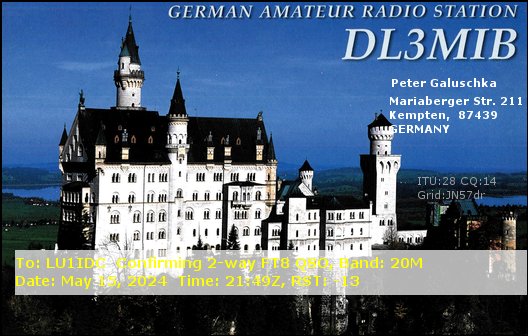 GERMAN AMATEUR RADIO STATION
DL3MIB
Peter Galuschka
Mariaberger Str. 211
Kempten, 87439
GERMANY
ITU:28 CQ:14
Grid:JN57dr
To: LU1IDC Confirming 2-way FT8 QSO, Band: 20M
Date: May 13, 2024 Time: 21:49Z, RST: -13